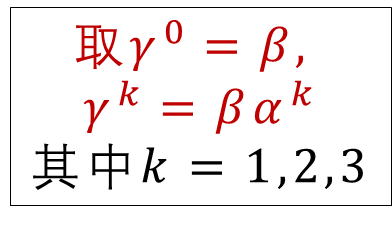 取γ⁰ = β,
γᵏ = βαᵏ
其中k = 1,2,3